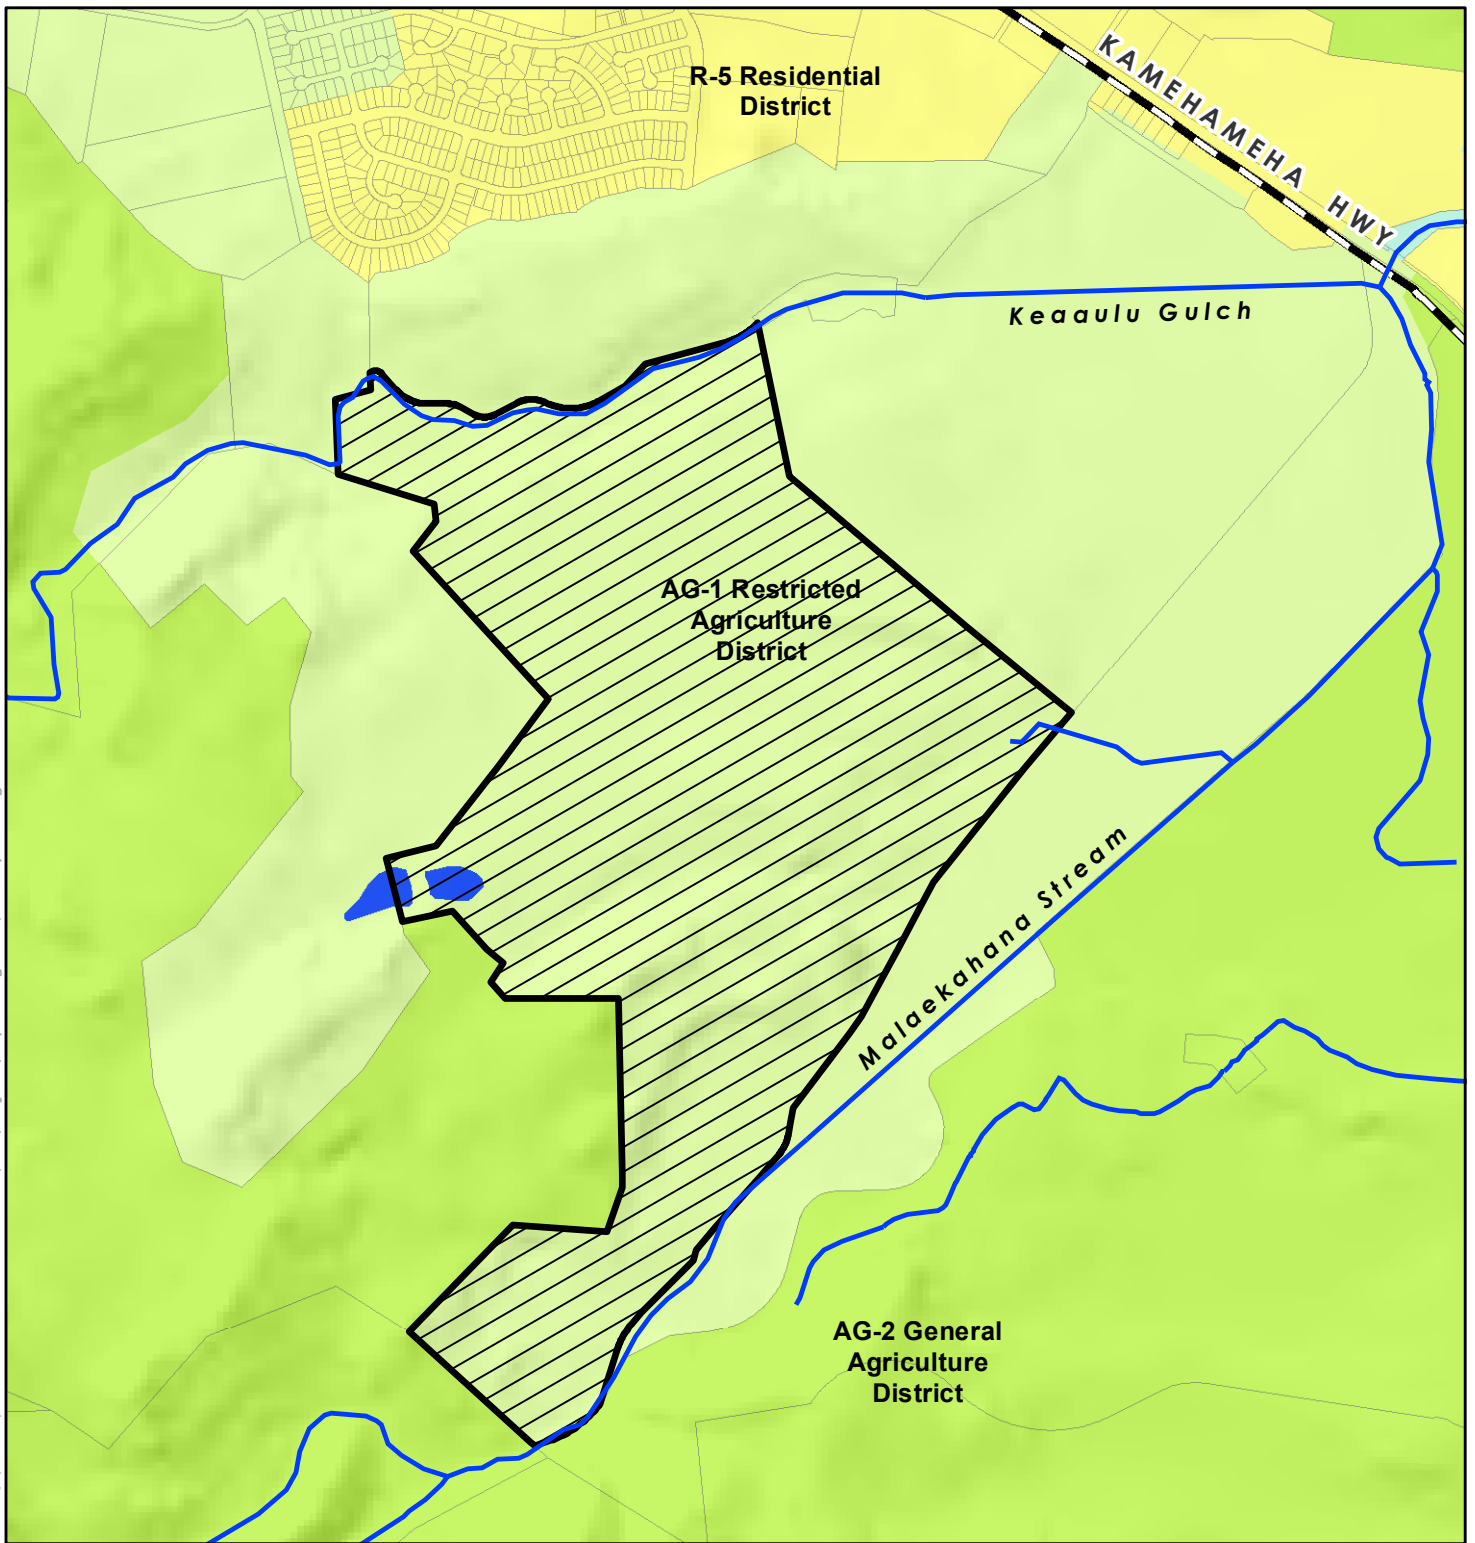 R-5 Residential
District
KAMEHAMEHA HWY
Keaaulu Gulch
AG-1 Restricted
Agriculture
District
Malaekahana Stream
AG-2 General
Agriculture
District